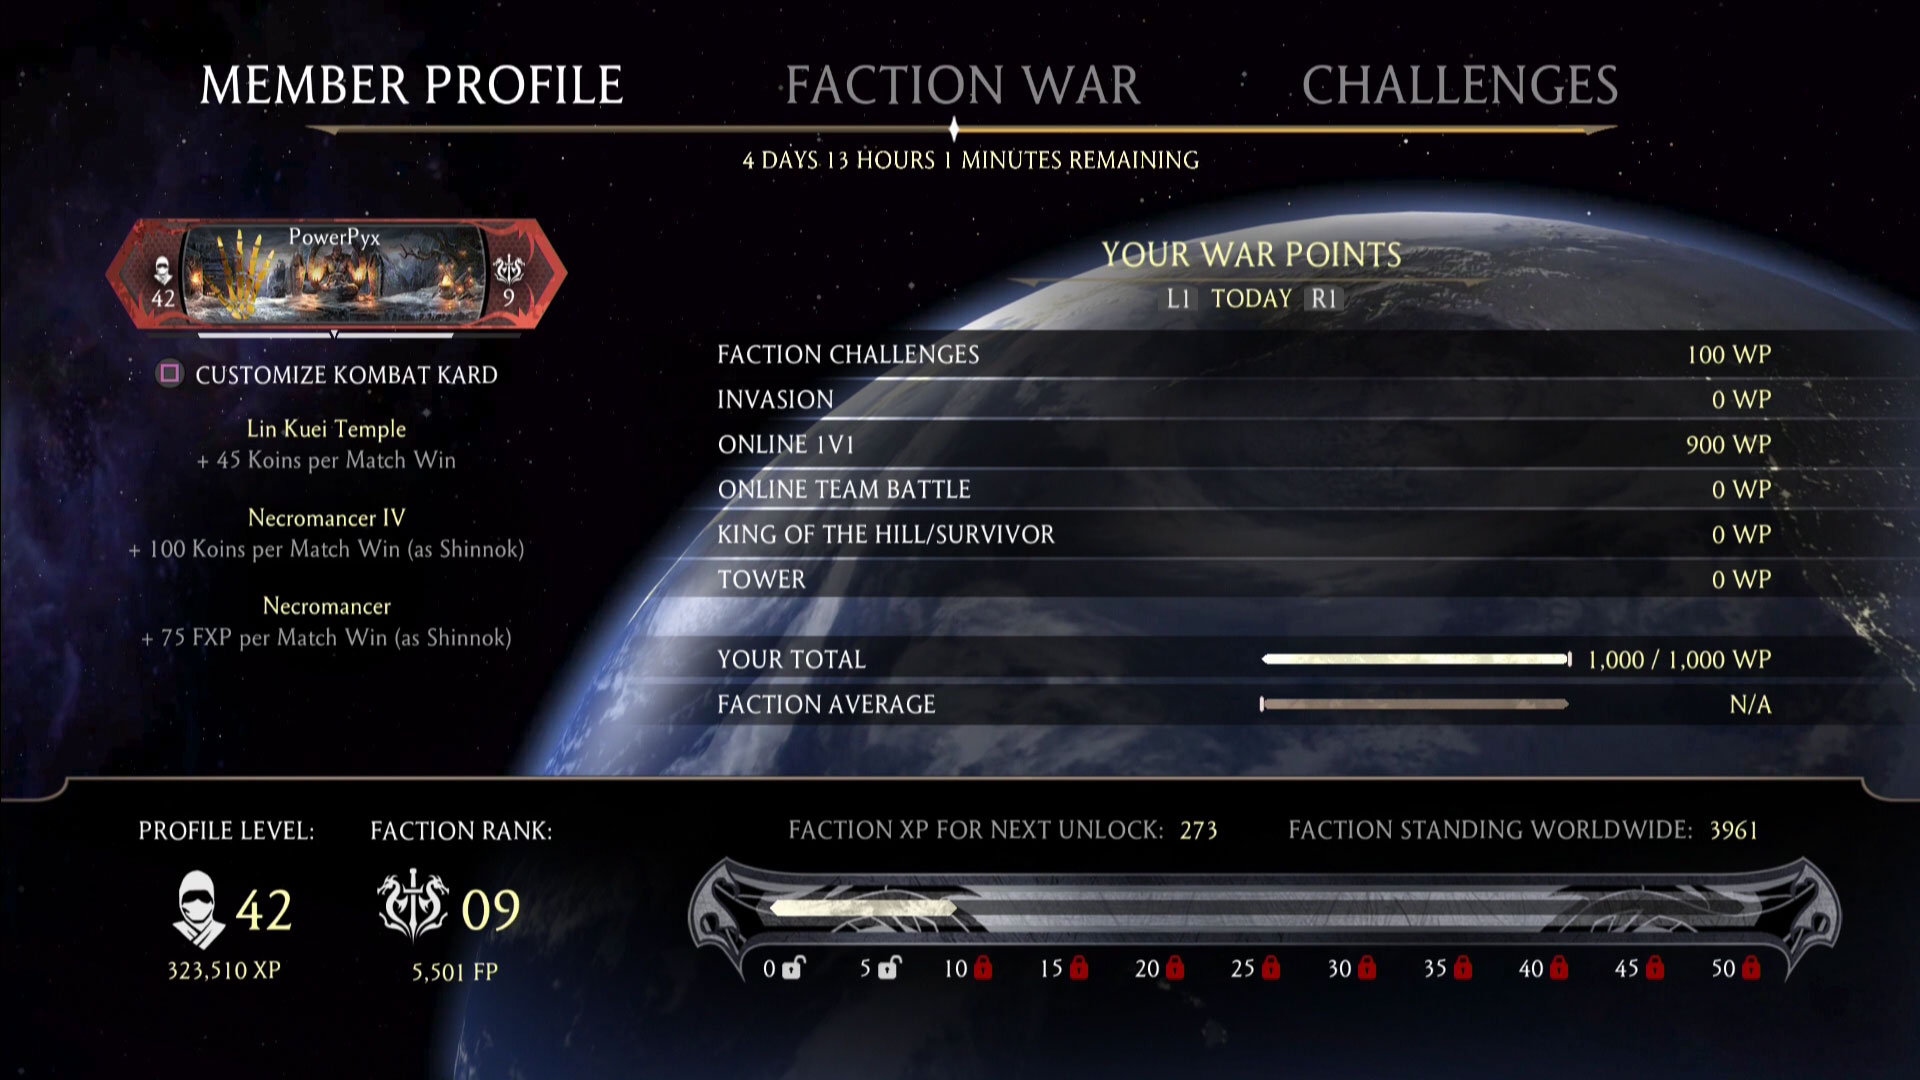 MEMBER PROFILE
FACTION WAR
CHALLENGES
4 DAYS 13 HOURS 1 MINUTES REMAINING
PowerPyx
42
9
CUSTOMIZE KOMBAT KARD
Lin Kuei Temple
+ 45 Koins per Match Win
Necromancer IV
+ 100 Koins per Match Win (as Shinnok)
Necromancer
+ 75 FXP per Match Win (as Shinnok)
YOUR WAR POINTS
L1 TODAY R1
FACTION CHALLENGES 100 WP
INVASION 0 WP
ONLINE 1V1 900 WP
ONLINE TEAM BATTLE 0 WP
KING OF THE HILL/SURVIVOR 0 WP
TOWER 0 WP
YOUR TOTAL 1,000 / 1,000 WP
FACTION AVERAGE N/A
PROFILE LEVEL:
42
323,510 XP
FACTION RANK:
09
5,501 FP
FACTION XP FOR NEXT UNLOCK: 273
FACTION STANDING WORLDWIDE: 3961
0 5 10 15 20 25 30 35 40 45 50